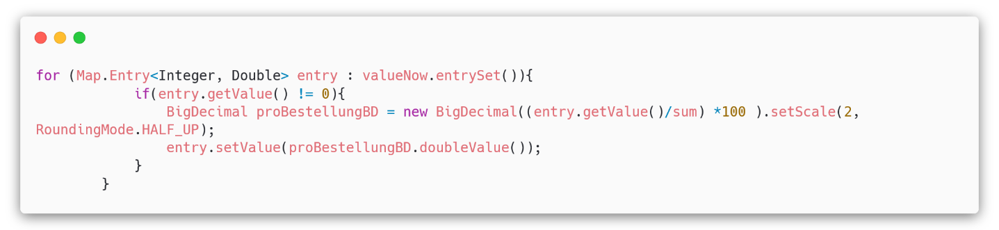 for (Map.Entry<Integer, Double> entry : valueNow.entrySet()){
            if(entry.getValue() != 0){
                BigDecimal proBestellungBD = new BigDecimal((entry.getValue()/sum) *100 ).setScale(2,
RoundingMode.HALF_UP);
                entry.setValue(proBestellungBD.doubleValue());
            }
        }